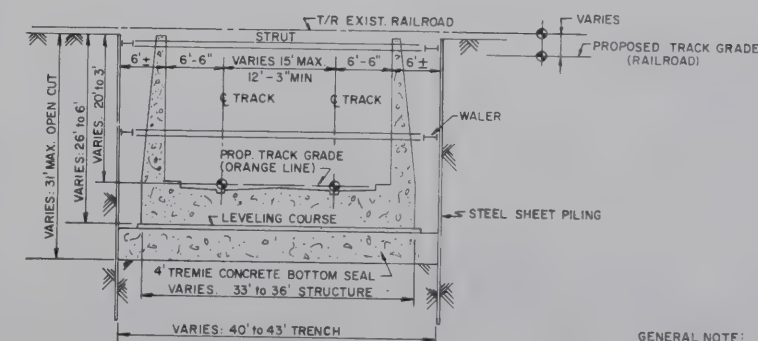 T/R EXIST. RAILROAD
VARIES
STRUT
PROPOSED TRACK GRADE
(RAILROAD)
6'±
6'-6"
VARIES 15' MAX.
12'-3"MIN
6'-6"
6'±
℄ TRACK
℄ TRACK
WALER
VARIES: 31' MAX. OPEN CUT
VARIES: 26' to 6'
VARIES: 20' to 3'
PROP. TRACK GRADE
(ORANGE LINE)
LEVELING COURSE
STEEL SHEET PILING
4' TREMIE CONCRETE BOTTOM SEAL
VARIES. 33' to 36' STRUCTURE
VARIES: 40' to 43' TRENCH
GENERAL NOTE: